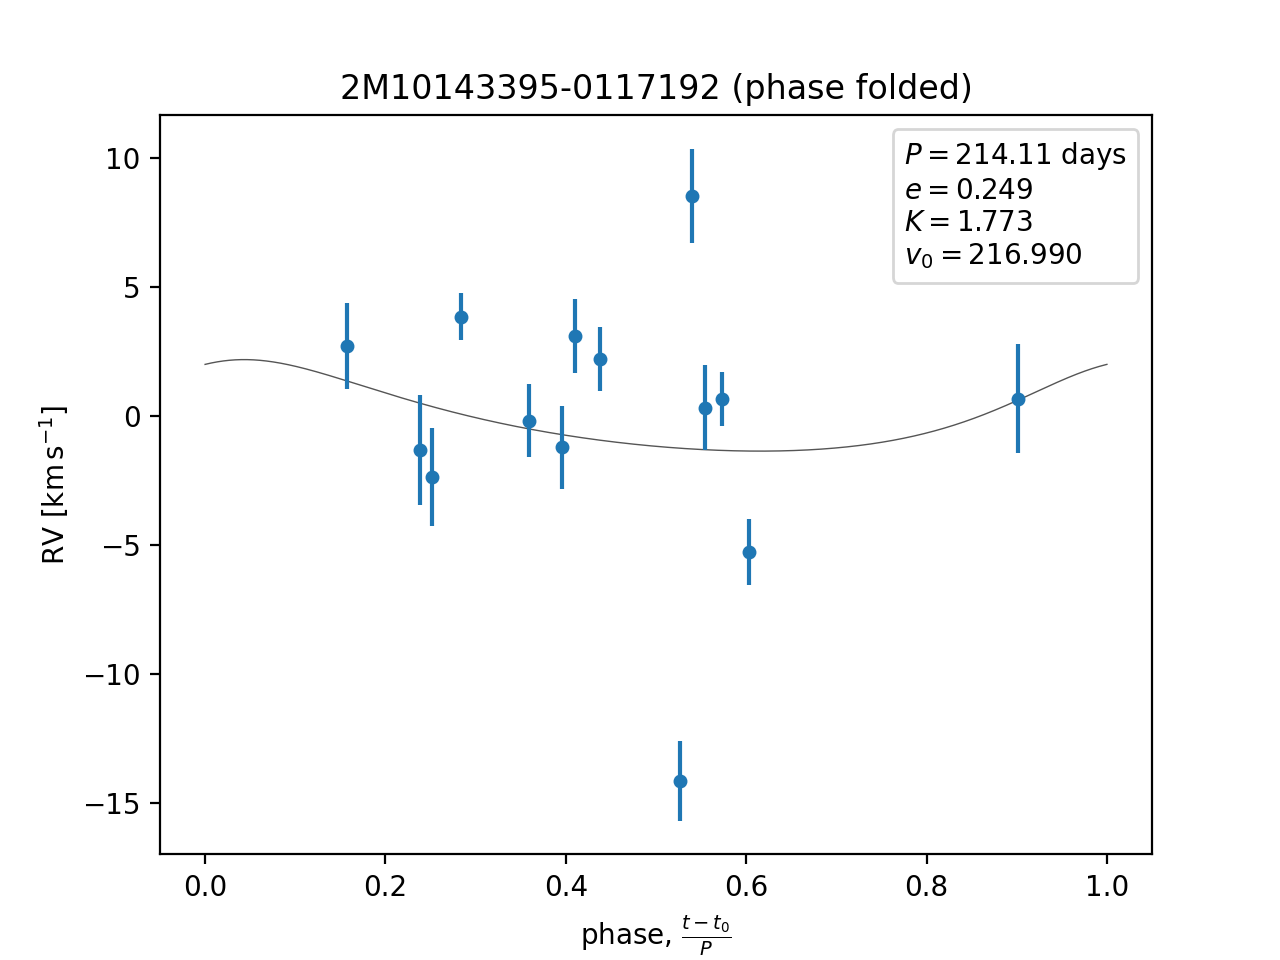 2M10143395-0117192 (phase folded)
P = 214.11 days
e = 0.249
K = 1.773
v₀ = 216.990
RV [km s⁻¹]
10
5
0
−5
−10
−15
0.0 0.2 0.4 0.6 0.8 1.0
phase, (t − t₀)/P